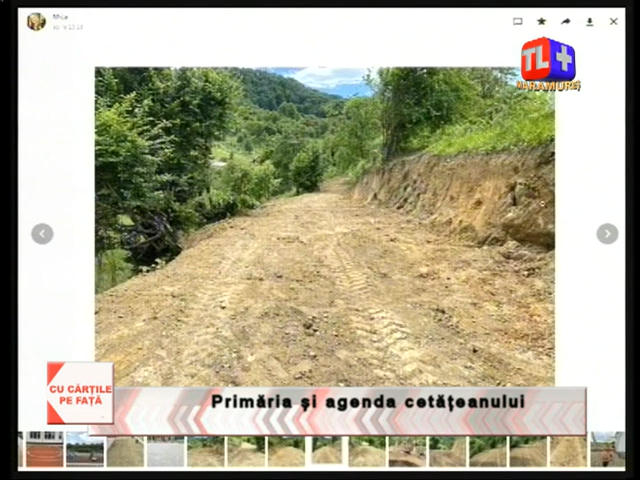 TL+
MARAMUREȘ
CU CĂRȚILE
PE FAȚĂ
Primăria și agenda cetățeanului